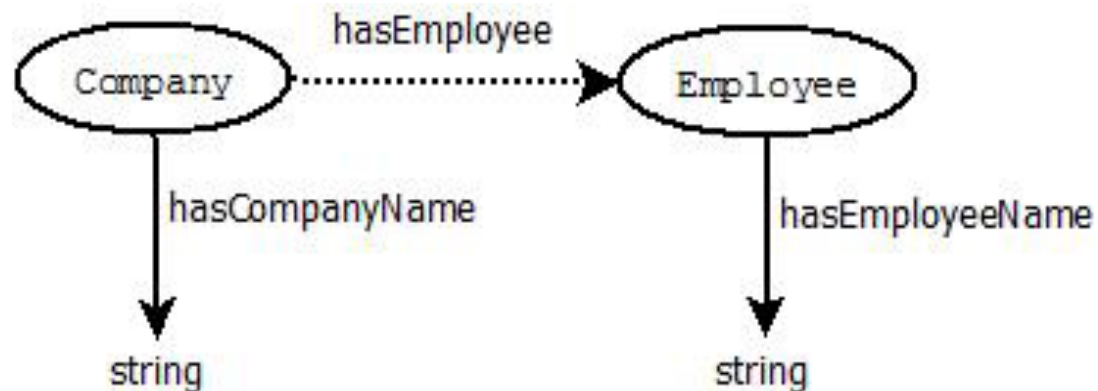 hasEmployee
Company
Employee
hasCompanyName
hasEmployeeName
string
string